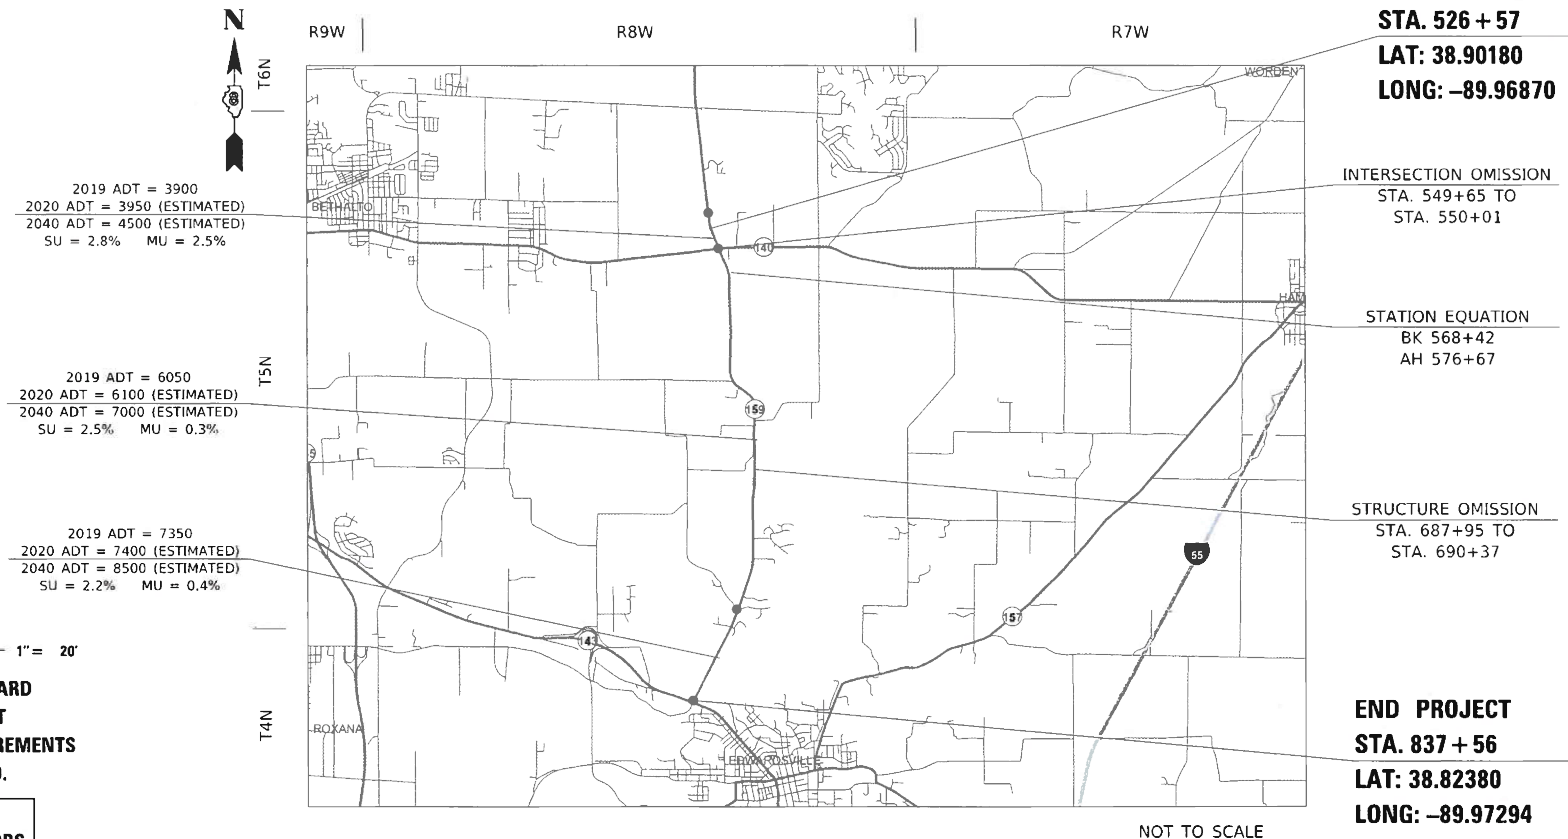 N
R9W
R8W
R7W
T6N
T5N
T4N
STA. 526 + 57
LAT: 38.90180
LONG: –89.96870
WORDEN
INTERSECTION OMISSION
STA. 549+65 TO
STA. 550+01
2019 ADT = 3900
2020 ADT = 3950 (ESTIMATED)
2040 ADT = 4500 (ESTIMATED)
SU = 2.8% MU = 2.5%
BETHALTO
140
HAM
STATION EQUATION
BK 568+42
AH 576+67
2019 ADT = 6050
2020 ADT = 6100 (ESTIMATED)
2040 ADT = 7000 (ESTIMATED)
SU = 2.5% MU = 0.3%
159
5
STRUCTURE OMISSION
STA. 687+95 TO
STA. 690+37
2019 ADT = 7350
2020 ADT = 7400 (ESTIMATED)
2040 ADT = 8500 (ESTIMATED)
SU = 2.2% MU = 0.4%
55
157
143
1"= 20'
ARD
T
REMENTS
ROXANA
EDWARDSVILLE
END PROJECT
STA. 837 + 56
LAT: 38.82380
LONG: –89.97294
NOT TO SCALE